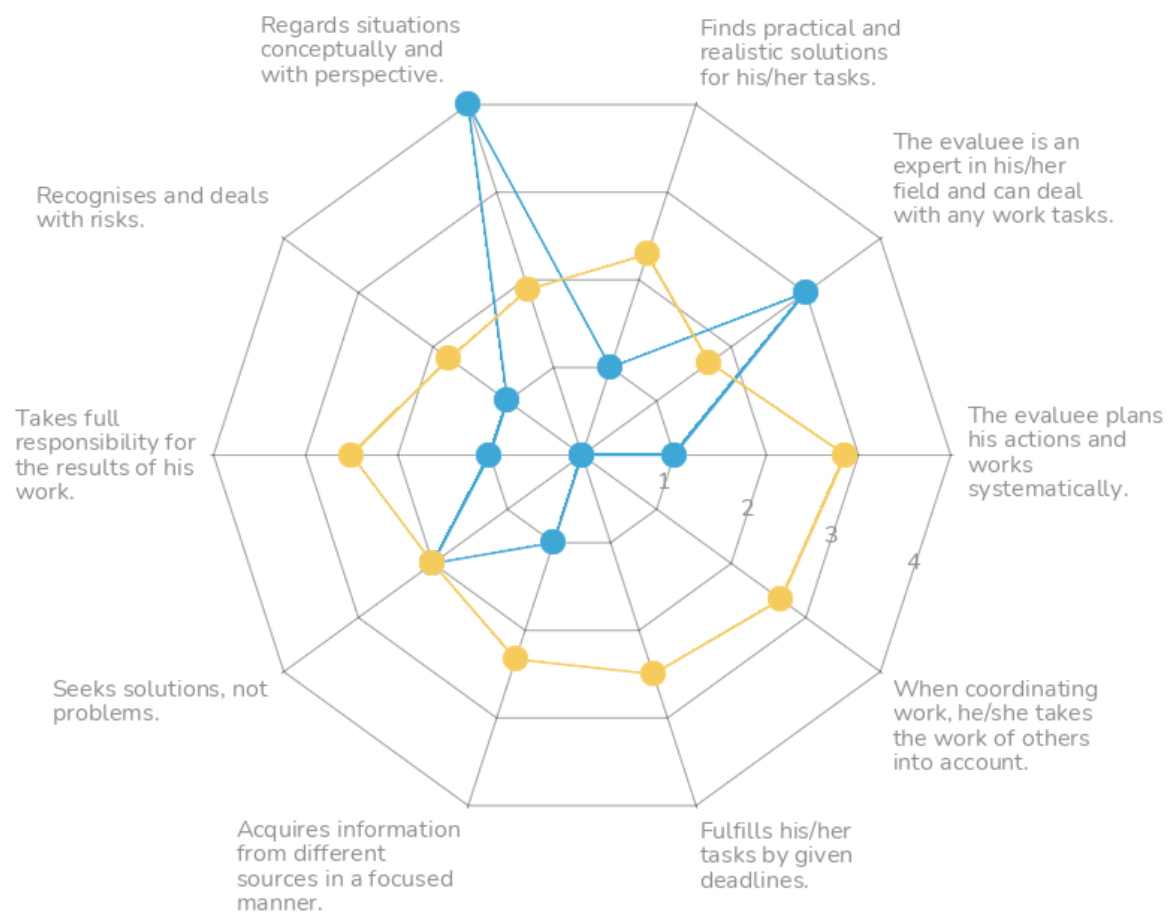 Regards situations
conceptually and
with perspective.
Finds practical and
realistic solutions
for his/her tasks.
The evaluee is an
expert in his/her
field and can deal
with any work tasks.
Recognises and deals
with risks.
Takes full
responsibility for
the results of his
work.
The evaluee plans
his actions and
works
systematically.
1
2
3
4
Seeks solutions, not
problems.
When coordinating
work, he/she takes
the work of others
into account.
Acquires information
from different
sources in a focused
manner.
Fulfills his/her
tasks by given
deadlines.